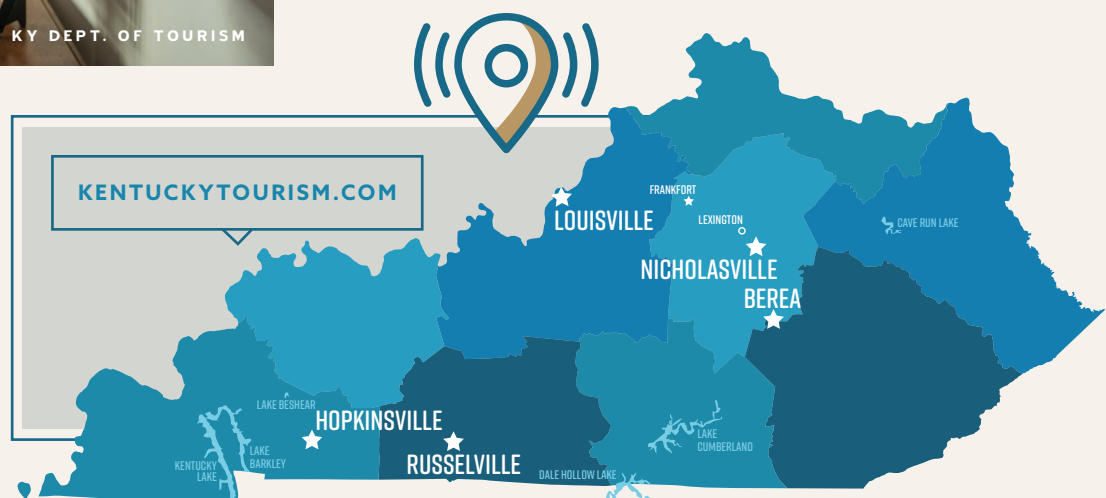 KY DEPT. OF TOURISM
KENTUCKYTOURISM.COM
FRANKFORT
LOUISVILLE
LEXINGTON
CAVE RUN LAKE
NICHOLASVILLE
BEREA
LAKE BESHEAR
HOPKINSVILLE
LAKE
CUMBERLAND
LAKE
BARKLEY
KENTUCKY
LAKE
RUSSELVILLE
DALE HOLLOW LAKE